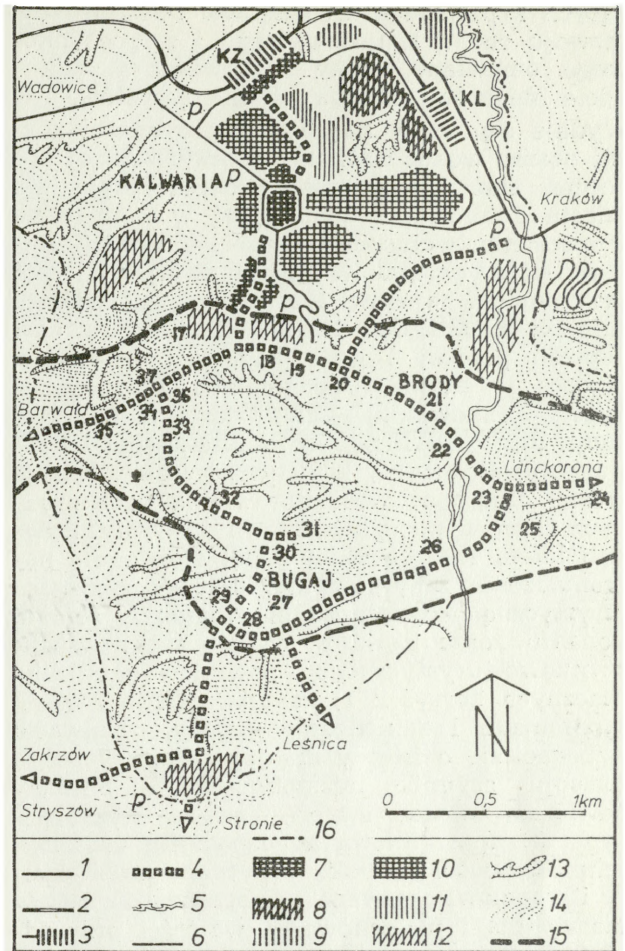 KZ
Wadowice
KL
p
KALWARIA p
Kraków
p
p
17
18
19
20
BRODY
21
37
36
34
33
35
Barwałd
22
Lanckorona
23
24
25
32
31
30
26
BUGAJ
29
27
28
Leśnica
Zakrzów
p
Stryszów
Stronie
N
0 0,5 1km
16
1 4 7 10 13
2 5 8 11 14
3 6 9 12 15